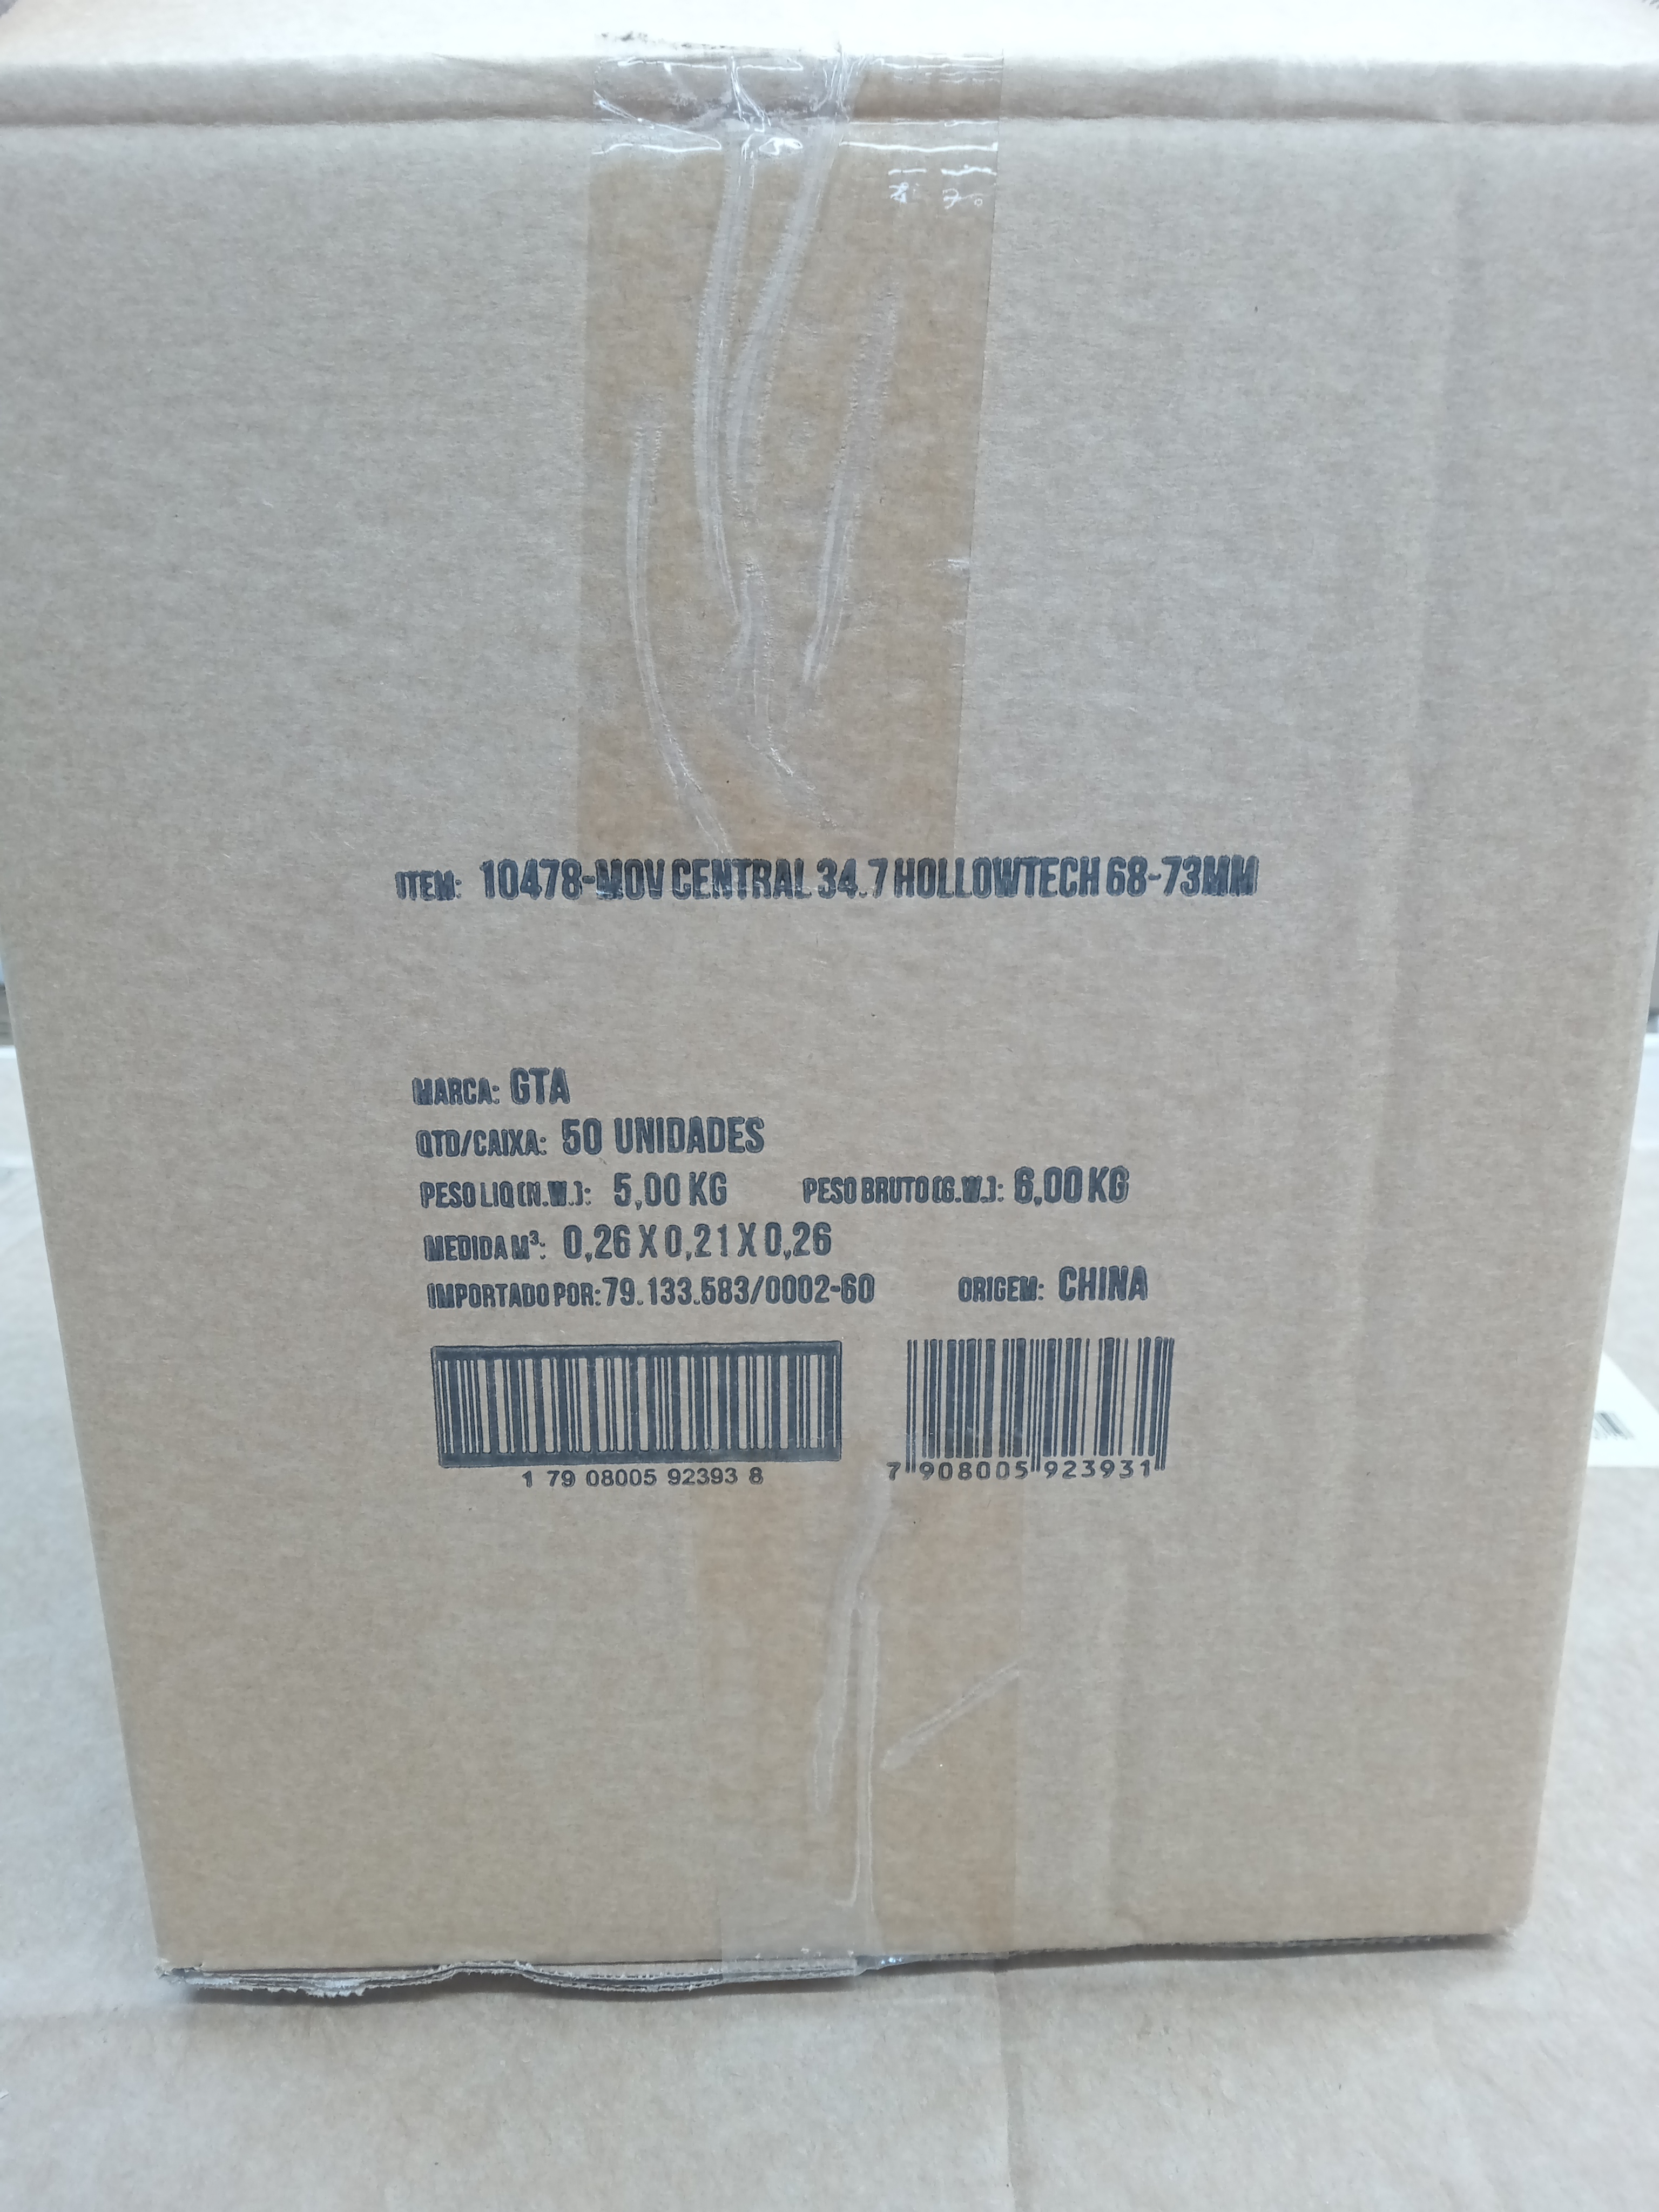 ITEM: 10478-MOV CENTRAL 34.7 HOLLOWTECH 68-73MM
MARCA: GTA
QTD/CAIXA: 50 UNIDADES
PESO LIQ(N.W.): 5,00 KG PESO BRUTO(G.W.): 6,00 KG
MEDIDA M³: 0,26 X 0,21 X 0,26
IMPORTADO POR: 79.133.583/0002-60 ORIGEM: CHINA
1 79 08005 92393 8 7 908005 923931